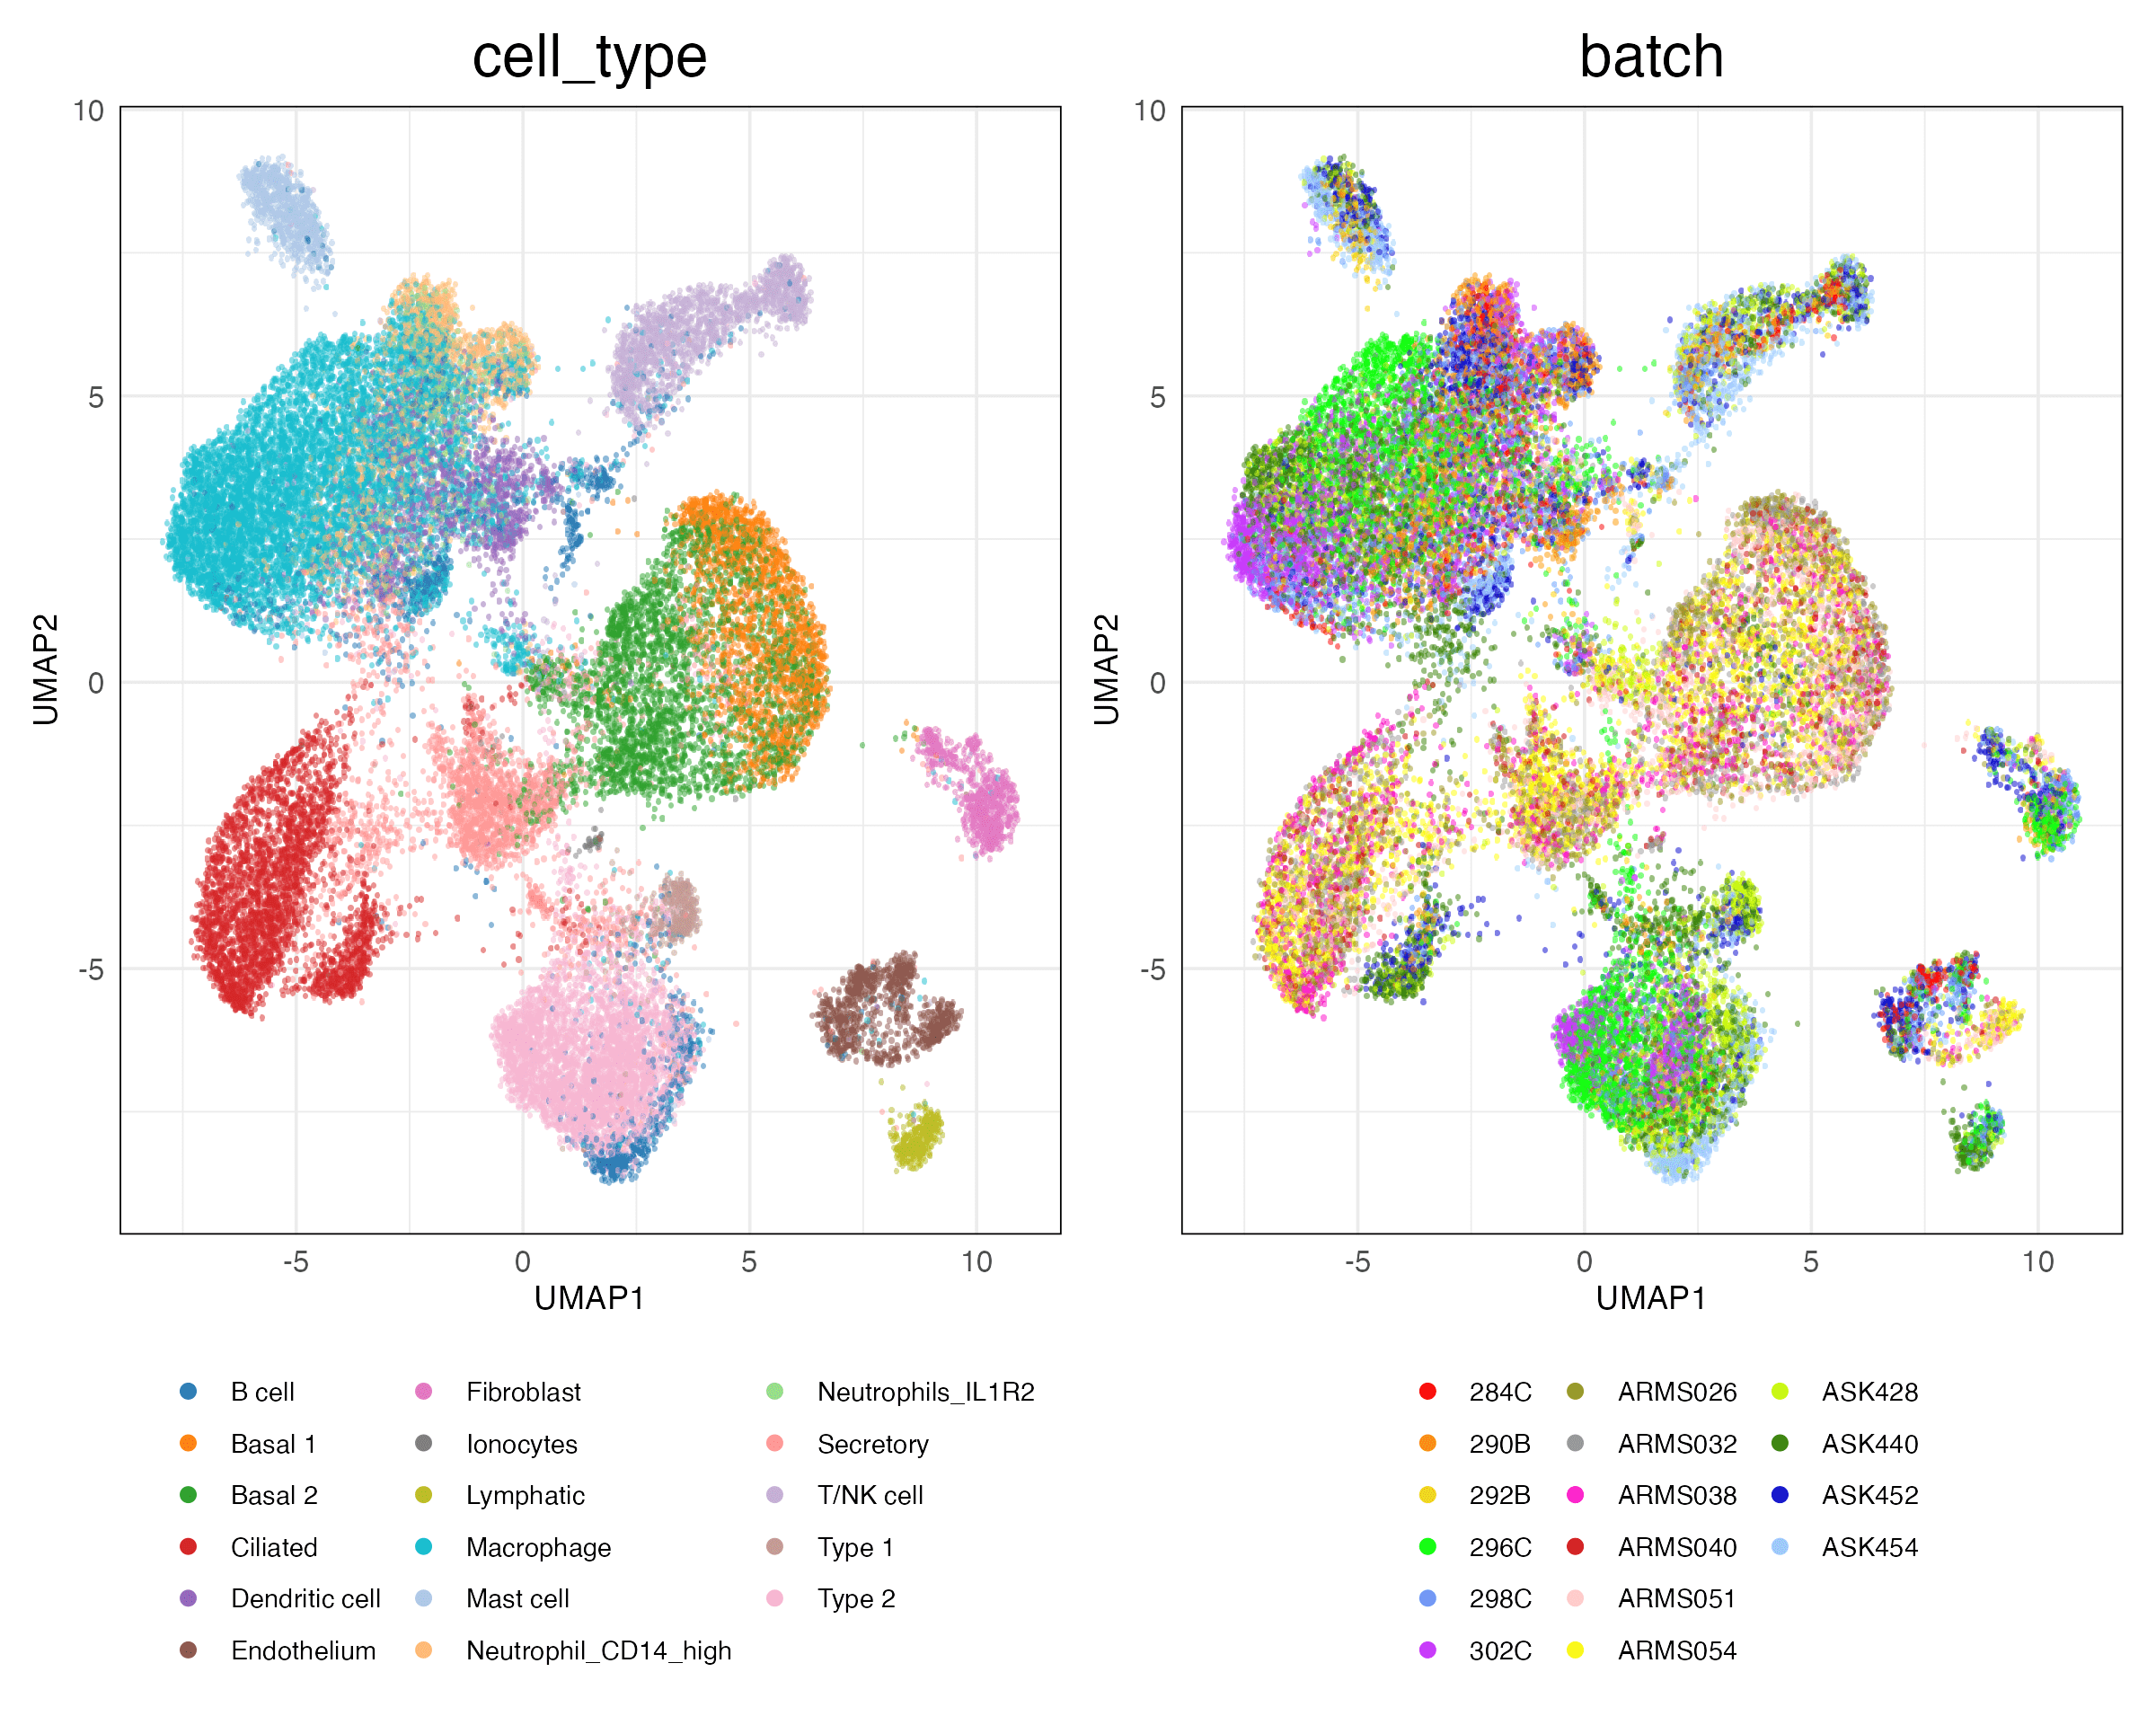 cell_type
batch
10
5
0
-5
UMAP2
-5
0
5
10
UMAP1
10
5
0
-5
UMAP2
-5
0
5
10
UMAP1
B cell
Basal 1
Basal 2
Ciliated
Dendritic cell
Endothelium
Fibroblast
Ionocytes
Lymphatic
Macrophage
Mast cell
Neutrophil_CD14_high
Neutrophils_IL1R2
Secretory
T/NK cell
Type 1
Type 2
284C
290B
292B
296C
298C
302C
ARMS026
ARMS032
ARMS038
ARMS040
ARMS051
ARMS054
ASK428
ASK440
ASK452
ASK454